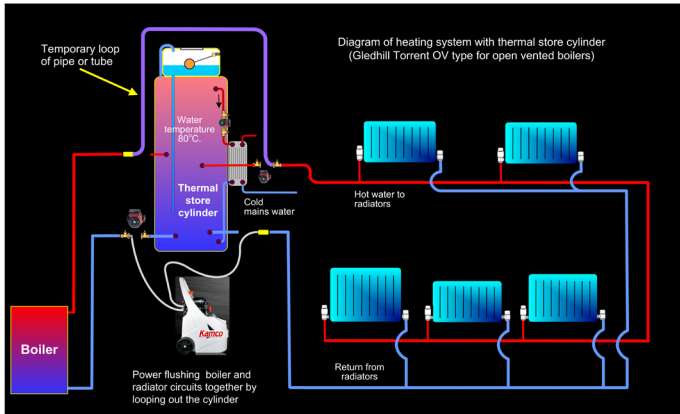 Diagram of heating system with thermal store cylinder
(Gledhill Torrent OV type for open vented boilers)
Temporary loop
of pipe or tube
Water
temperature
80°C.
Thermal
store
cylinder
Cold
mains water
Hot water to
radiators
Boiler
Kamco
Power flushing boiler and
radiator circuits together by
looping out the cylinder
Return from
radiators